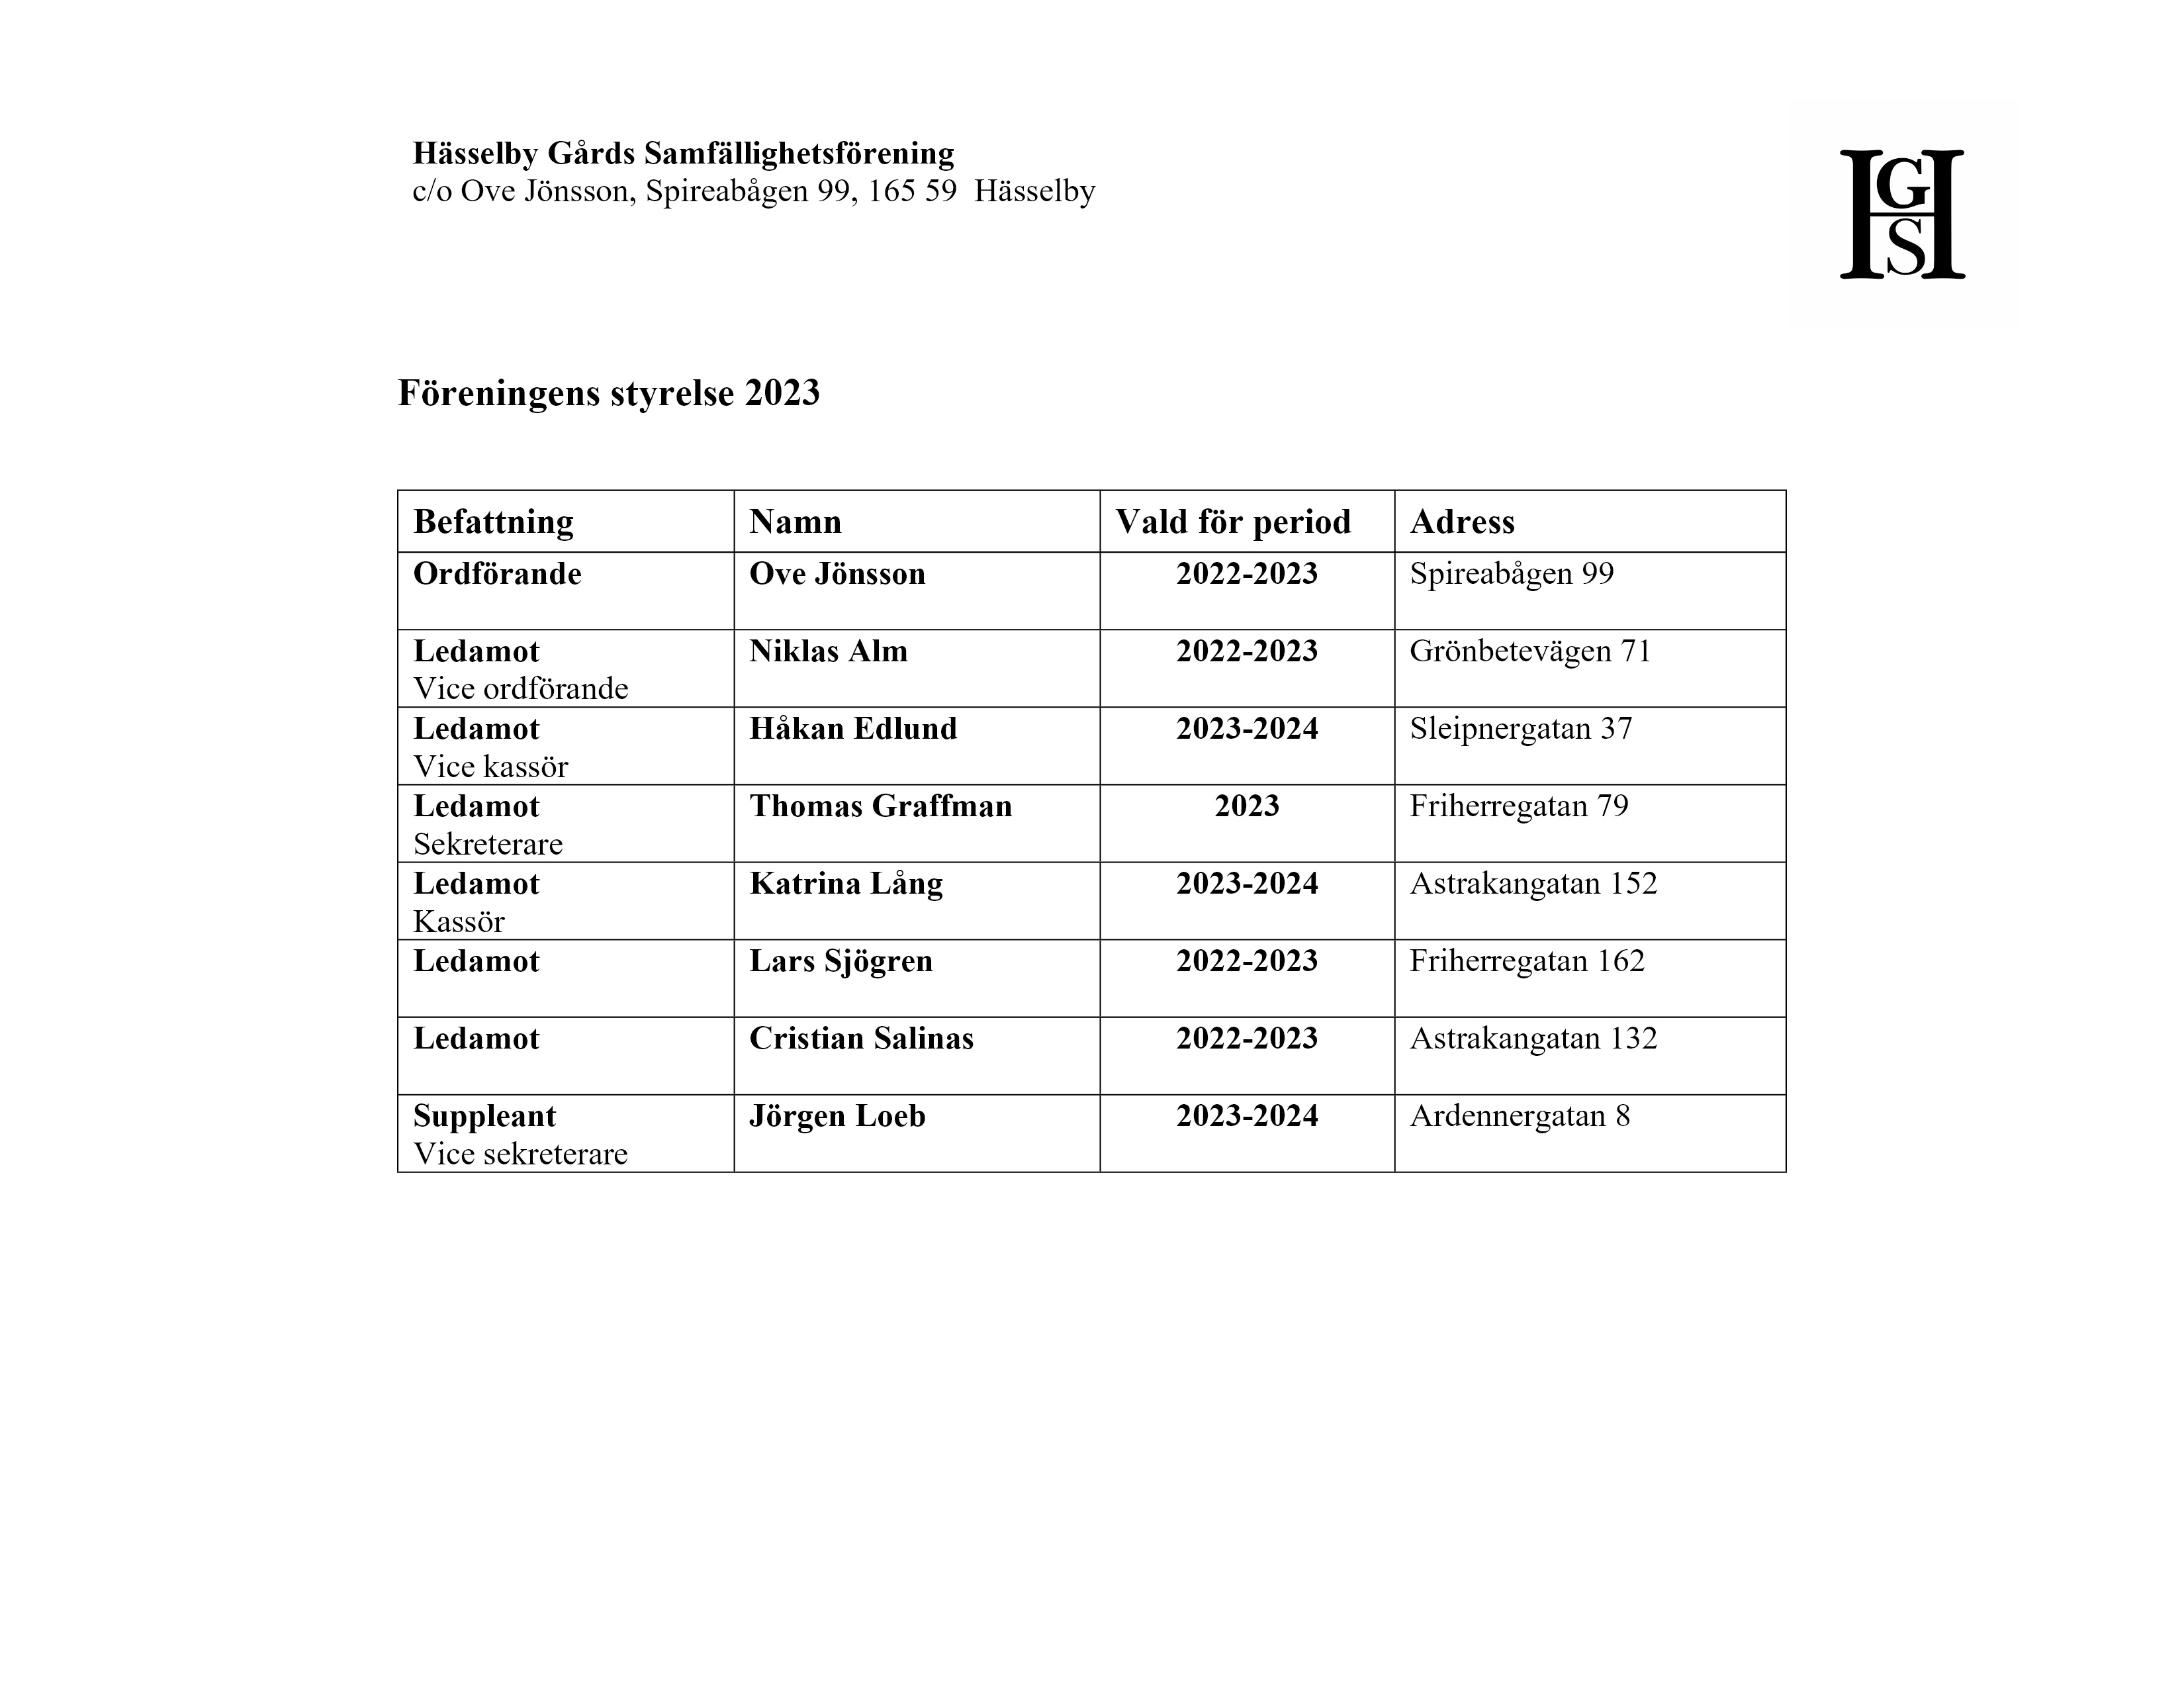 Hässelby Gårds Samfällighetsförening
c/o Ove Jönsson, Spireabågen 99, 165 59  Hässelby
HGS
Föreningens styrelse 2023
Befattning Namn Vald för period Adress
Ordförande Ove Jönsson 2022-2023 Spireabågen 99
Ledamot Niklas Alm 2022-2023 Grönbetevägen 71
Vice ordförande
Ledamot Håkan Edlund 2023-2024 Sleipnergatan 37
Vice kassör
Ledamot Thomas Graffman 2023 Friherregatan 79
Sekreterare
Ledamot Katrina Lång 2023-2024 Astrakangatan 152
Kassör
Ledamot Lars Sjögren 2022-2023 Friherregatan 162
Ledamot Cristian Salinas 2022-2023 Astrakangatan 132
Suppleant Jörgen Loeb 2023-2024 Ardennergatan 8
Vice sekreterare